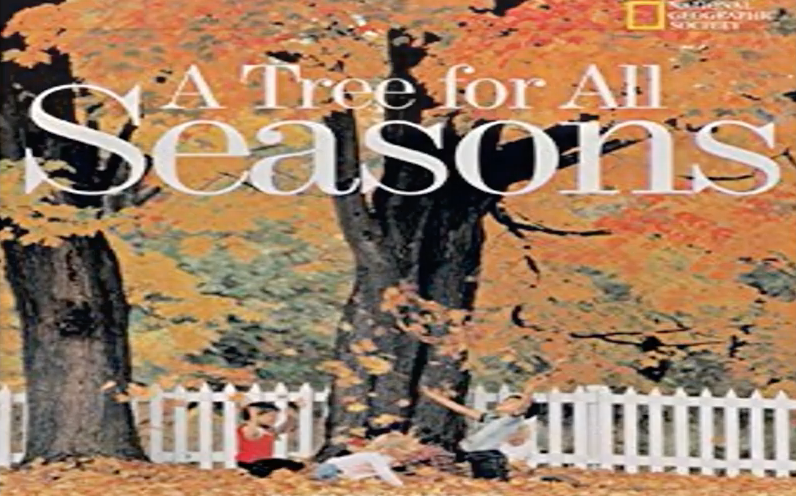 NATIONAL
GEOGRAPHIC
SOCIETY
A Tree for All
Seasons